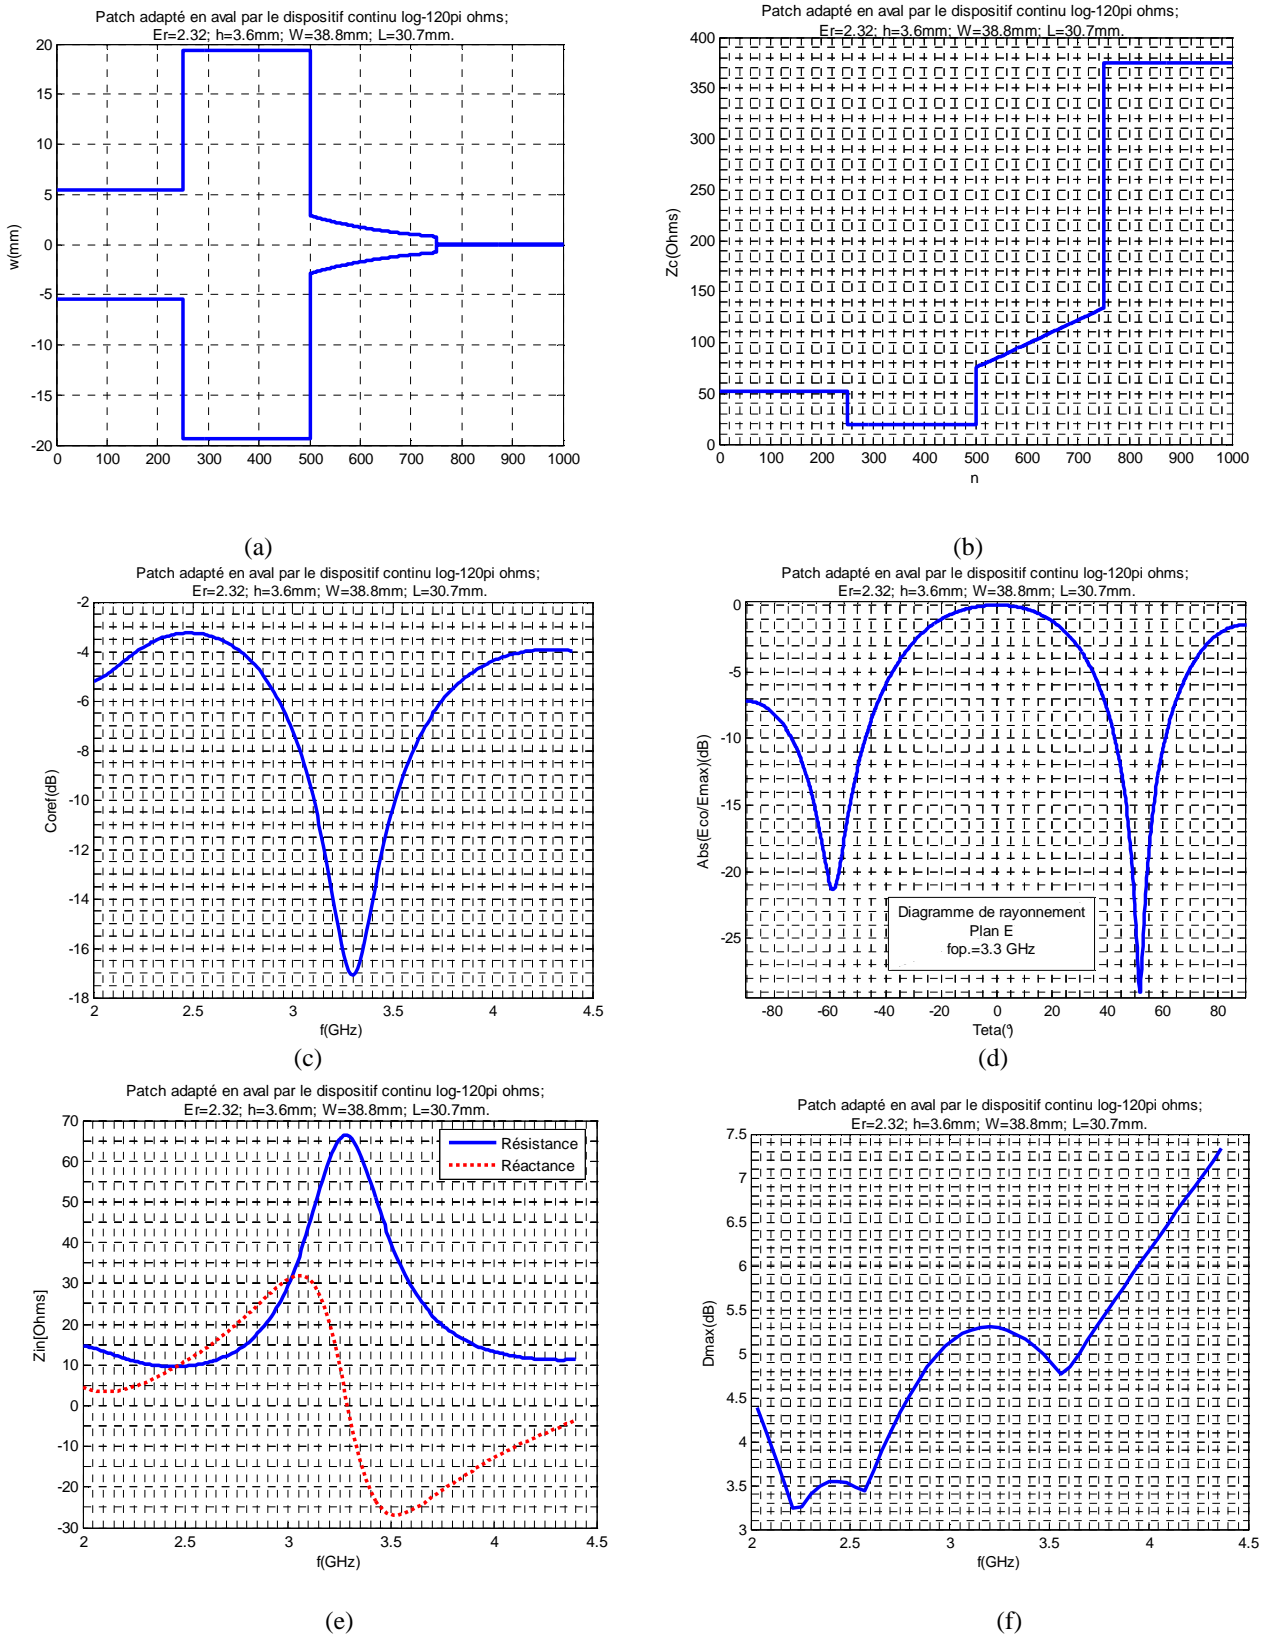 Patch adapté en aval par le dispositif continu log-120pi ohms;
Er=2.32; h=3.6mm; W=38.8mm; L=30.7mm.
20
15
10
5
0
-5
-10
-15
-20
w(mm)
0 100 200 300 400 500 600 700 800 900 1000
(a)
Patch adapté en aval par le dispositif continu log-120pi ohms;
Er=2.32; h=3.6mm; W=38.8mm; L=30.7mm.
400
350
300
250
200
150
100
50
0
Zc(Ohms)
0 100 200 300 400 500 600 700 800 900 1000
n
(b)
Patch adapté en aval par le dispositif continu log-120pi ohms;
Er=2.32; h=3.6mm; W=38.8mm; L=30.7mm.
-2
-4
-6
-8
-10
-12
-14
-16
-18
Coref(dB)
2 2.5 3 3.5 4 4.5
f(GHz)
(c)
Patch adapté en aval par le dispositif continu log-120pi ohms;
Er=2.32; h=3.6mm; W=38.8mm; L=30.7mm.
0
-5
-10
-15
-20
-25
Abs(Eco/Emax)(dB)
Diagramme de rayonnement
Plan E
fop.=3.3 GHz
-80 -60 -40 -20 0 20 40 60 80
Teta(º)
(d)
Patch adapté en aval par le dispositif continu log-120pi ohms;
Er=2.32; h=3.6mm; W=38.8mm; L=30.7mm.
70
60
50
40
30
20
10
0
-10
-20
-30
Zin[Ohms]
Résistance
Réactance
2 2.5 3 3.5 4 4.5
f(GHz)
(e)
Patch adapté en aval par le dispositif continu log-120pi ohms;
Er=2.32; h=3.6mm; W=38.8mm; L=30.7mm.
7.5
7
6.5
6
5.5
5
4.5
4
3.5
3
Dmax(dB)
2 2.5 3 3.5 4 4.5
f(GHz)
(f)